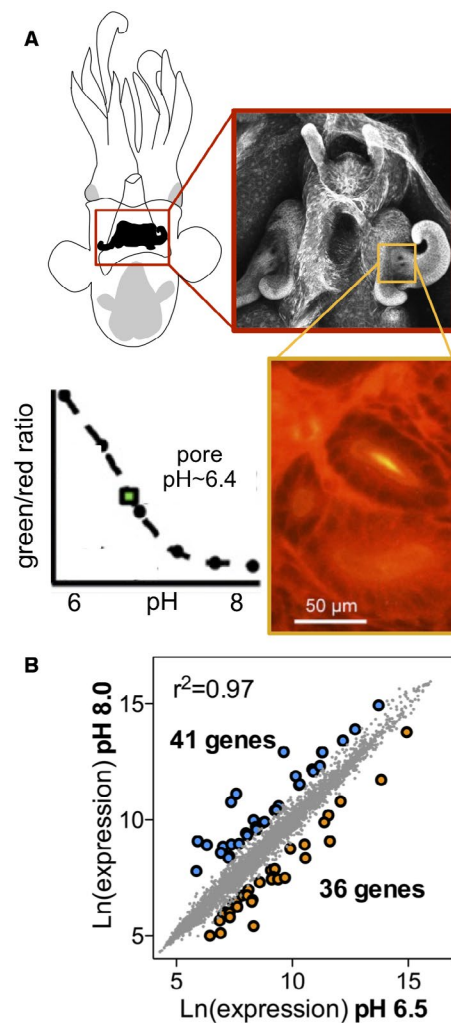 A
green/red ratio
pore
pH~6.4
6
pH
8
50 µm
B
Ln(expression) pH 8.0
15
10
5
r²=0.97
41 genes
36 genes
5
10
15
Ln(expression) pH 6.5